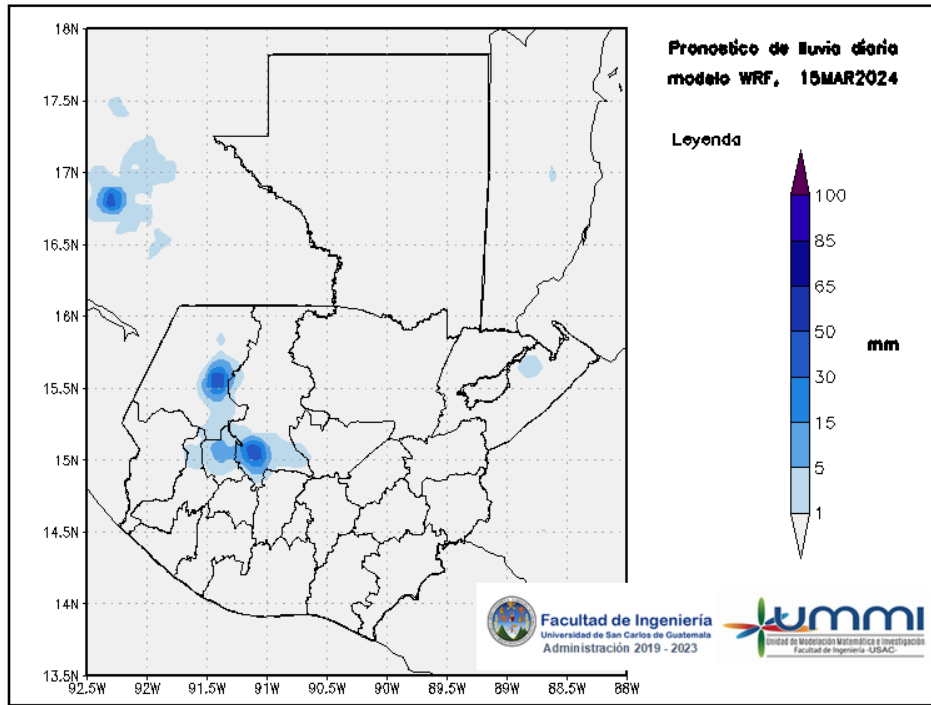 Pronostico de lluvia diaria
modelo WRF, 15MAR2024
Leyenda
100
85
65
50
30
15
5
1
mm
18N
17.5N
17N
16.5N
16N
15.5N
15N
14.5N
14N
13.5N
92.5W
92W
91.5W
91W
90.5W
90W
89.5W
89W
88.5W
88W
Facultad de Ingeniería
Universidad de San Carlos de Guatemala
Administración 2019 - 2023
UMMI
Unidad de Modelación Matemática e Investigación
Facultad de Ingeniería -USAC-